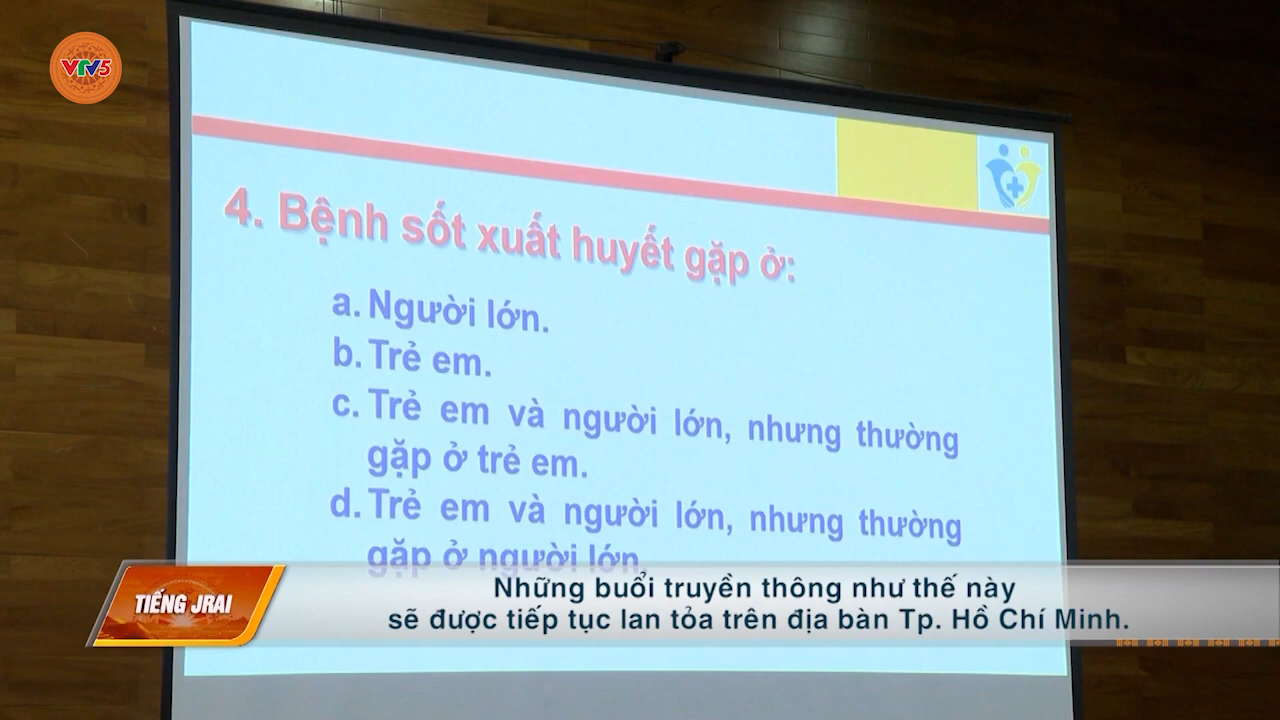 VTV5
4. Bệnh sốt xuất huyết gặp ở:
a. Người lớn.
b. Trẻ em.
c. Trẻ em và người lớn, nhưng thường
gặp ở trẻ em.
d. Trẻ em và người lớn, nhưng thường
gặp ở người lớn.
TIẾNG JRAI
Những buổi truyền thông như thế này
sẽ được tiếp tục lan tỏa trên địa bàn Tp. Hồ Chí Minh.